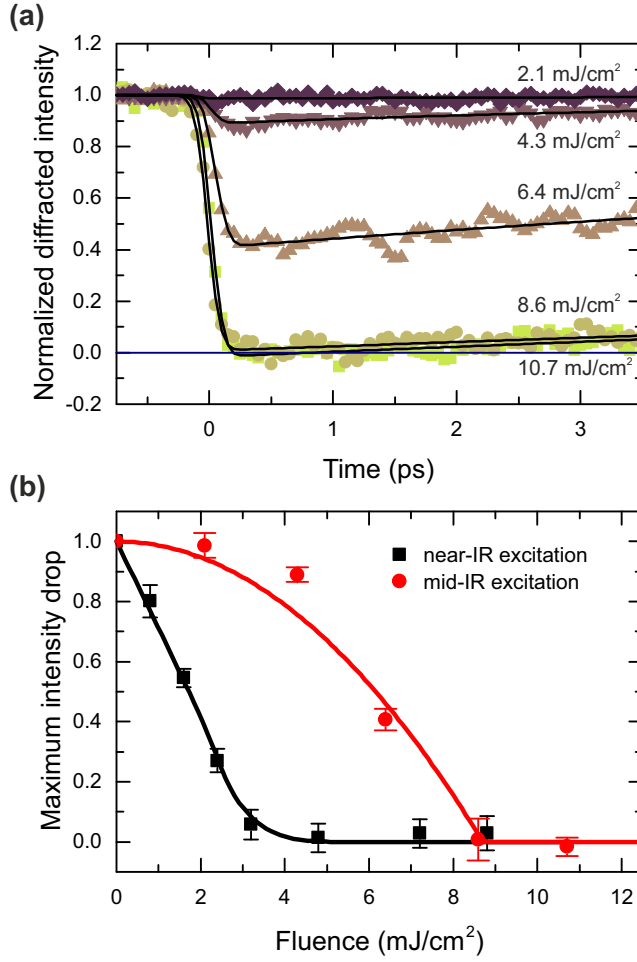 (a)
1.2
1.0
0.8
0.6
0.4
0.2
0.0
-0.2
Normalized diffracted intensity
2.1 mJ/cm²
4.3 mJ/cm²
6.4 mJ/cm²
8.6 mJ/cm²
10.7 mJ/cm²
0 1 2 3
Time (ps)
(b)
1.0
0.8
0.6
0.4
0.2
0.0
Maximum intensity drop
near-IR excitation
mid-IR excitation
0 2 4 6 8 10 12
Fluence (mJ/cm²)